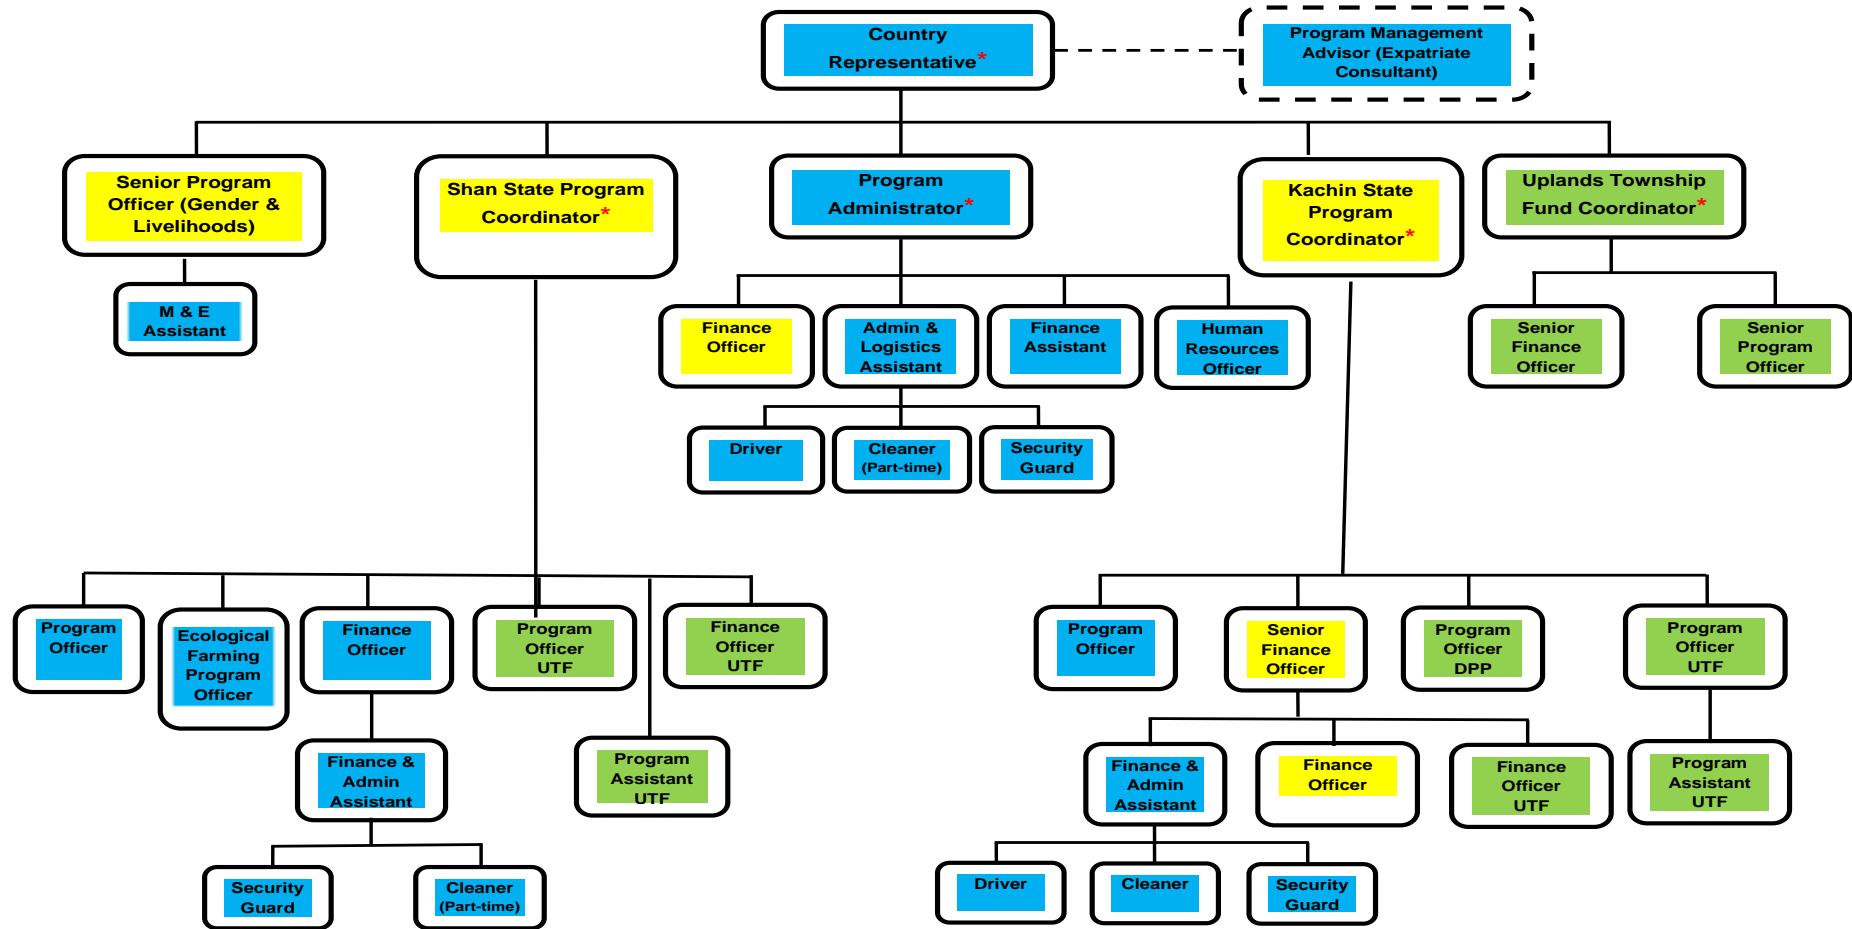 Country
Representative*
Program Management
Advisor (Expatriate
Consultant)
Senior Program
Officer (Gender &
Livelihoods)
Shan State Program
Coordinator*
Program
Administrator*
Kachin State
Program
Coordinator*
Uplands Township
Fund Coordinator*
M & E
Assistant
Finance
Officer
Admin &
Logistics
Assistant
Finance
Assistant
Human
Resources
Officer
Senior
Finance
Officer
Senior
Program
Officer
Driver
Cleaner
(Part-time)
Security
Guard
Program
Officer
Ecological
Farming
Program
Officer
Finance
Officer
Program
Officer
UTF
Finance
Officer
UTF
Program
Officer
Senior
Finance
Officer
Program
Officer
DPP
Program
Officer
UTF
Finance &
Admin
Assistant
Program
Assistant
UTF
Finance &
Admin
Assistant
Finance
Officer
Finance
Officer
UTF
Program
Assistant
UTF
Security
Guard
Cleaner
(Part-time)
Driver
Cleaner
Security
Guard